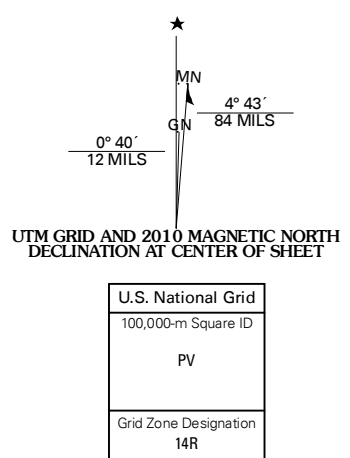 MN
4° 43´
84 MILS
GN
0° 40´
12 MILS
UTM GRID AND 2010 MAGNETIC NORTH
DECLINATION AT CENTER OF SHEET
U.S. National Grid
100,000-m Square ID
PV
Grid Zone Designation
14R